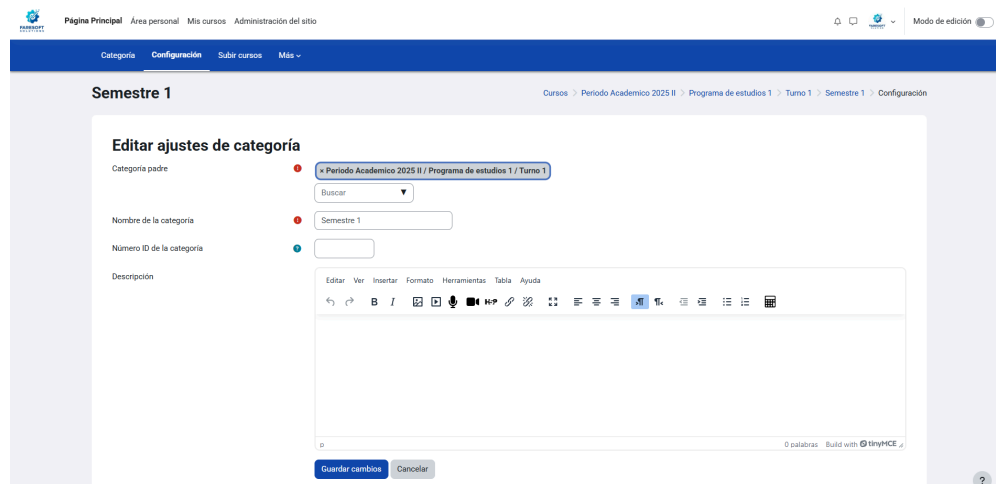 PABESOFT
SOLUTIONS
Página Principal Área personal Mis cursos Administración del sitio
Modo de edición
Categoría Configuración Subir cursos Más
Semestre 1
Cursos > Periodo Academico 2025 II > Programa de estudios 1 > Turno 1 > Semestre 1 > Configuración
Editar ajustes de categoría
Categoría padre
× Periodo Academico 2025 II / Programa de estudios 1 / Turno 1
Buscar ▼
Nombre de la categoría
Semestre 1
Número ID de la categoría
Descripción
Editar Ver Insertar Formato Herramientas Tabla Ayuda
B I H-P
p
0 palabras Build with tinyMCE
Guardar cambios Cancelar
?